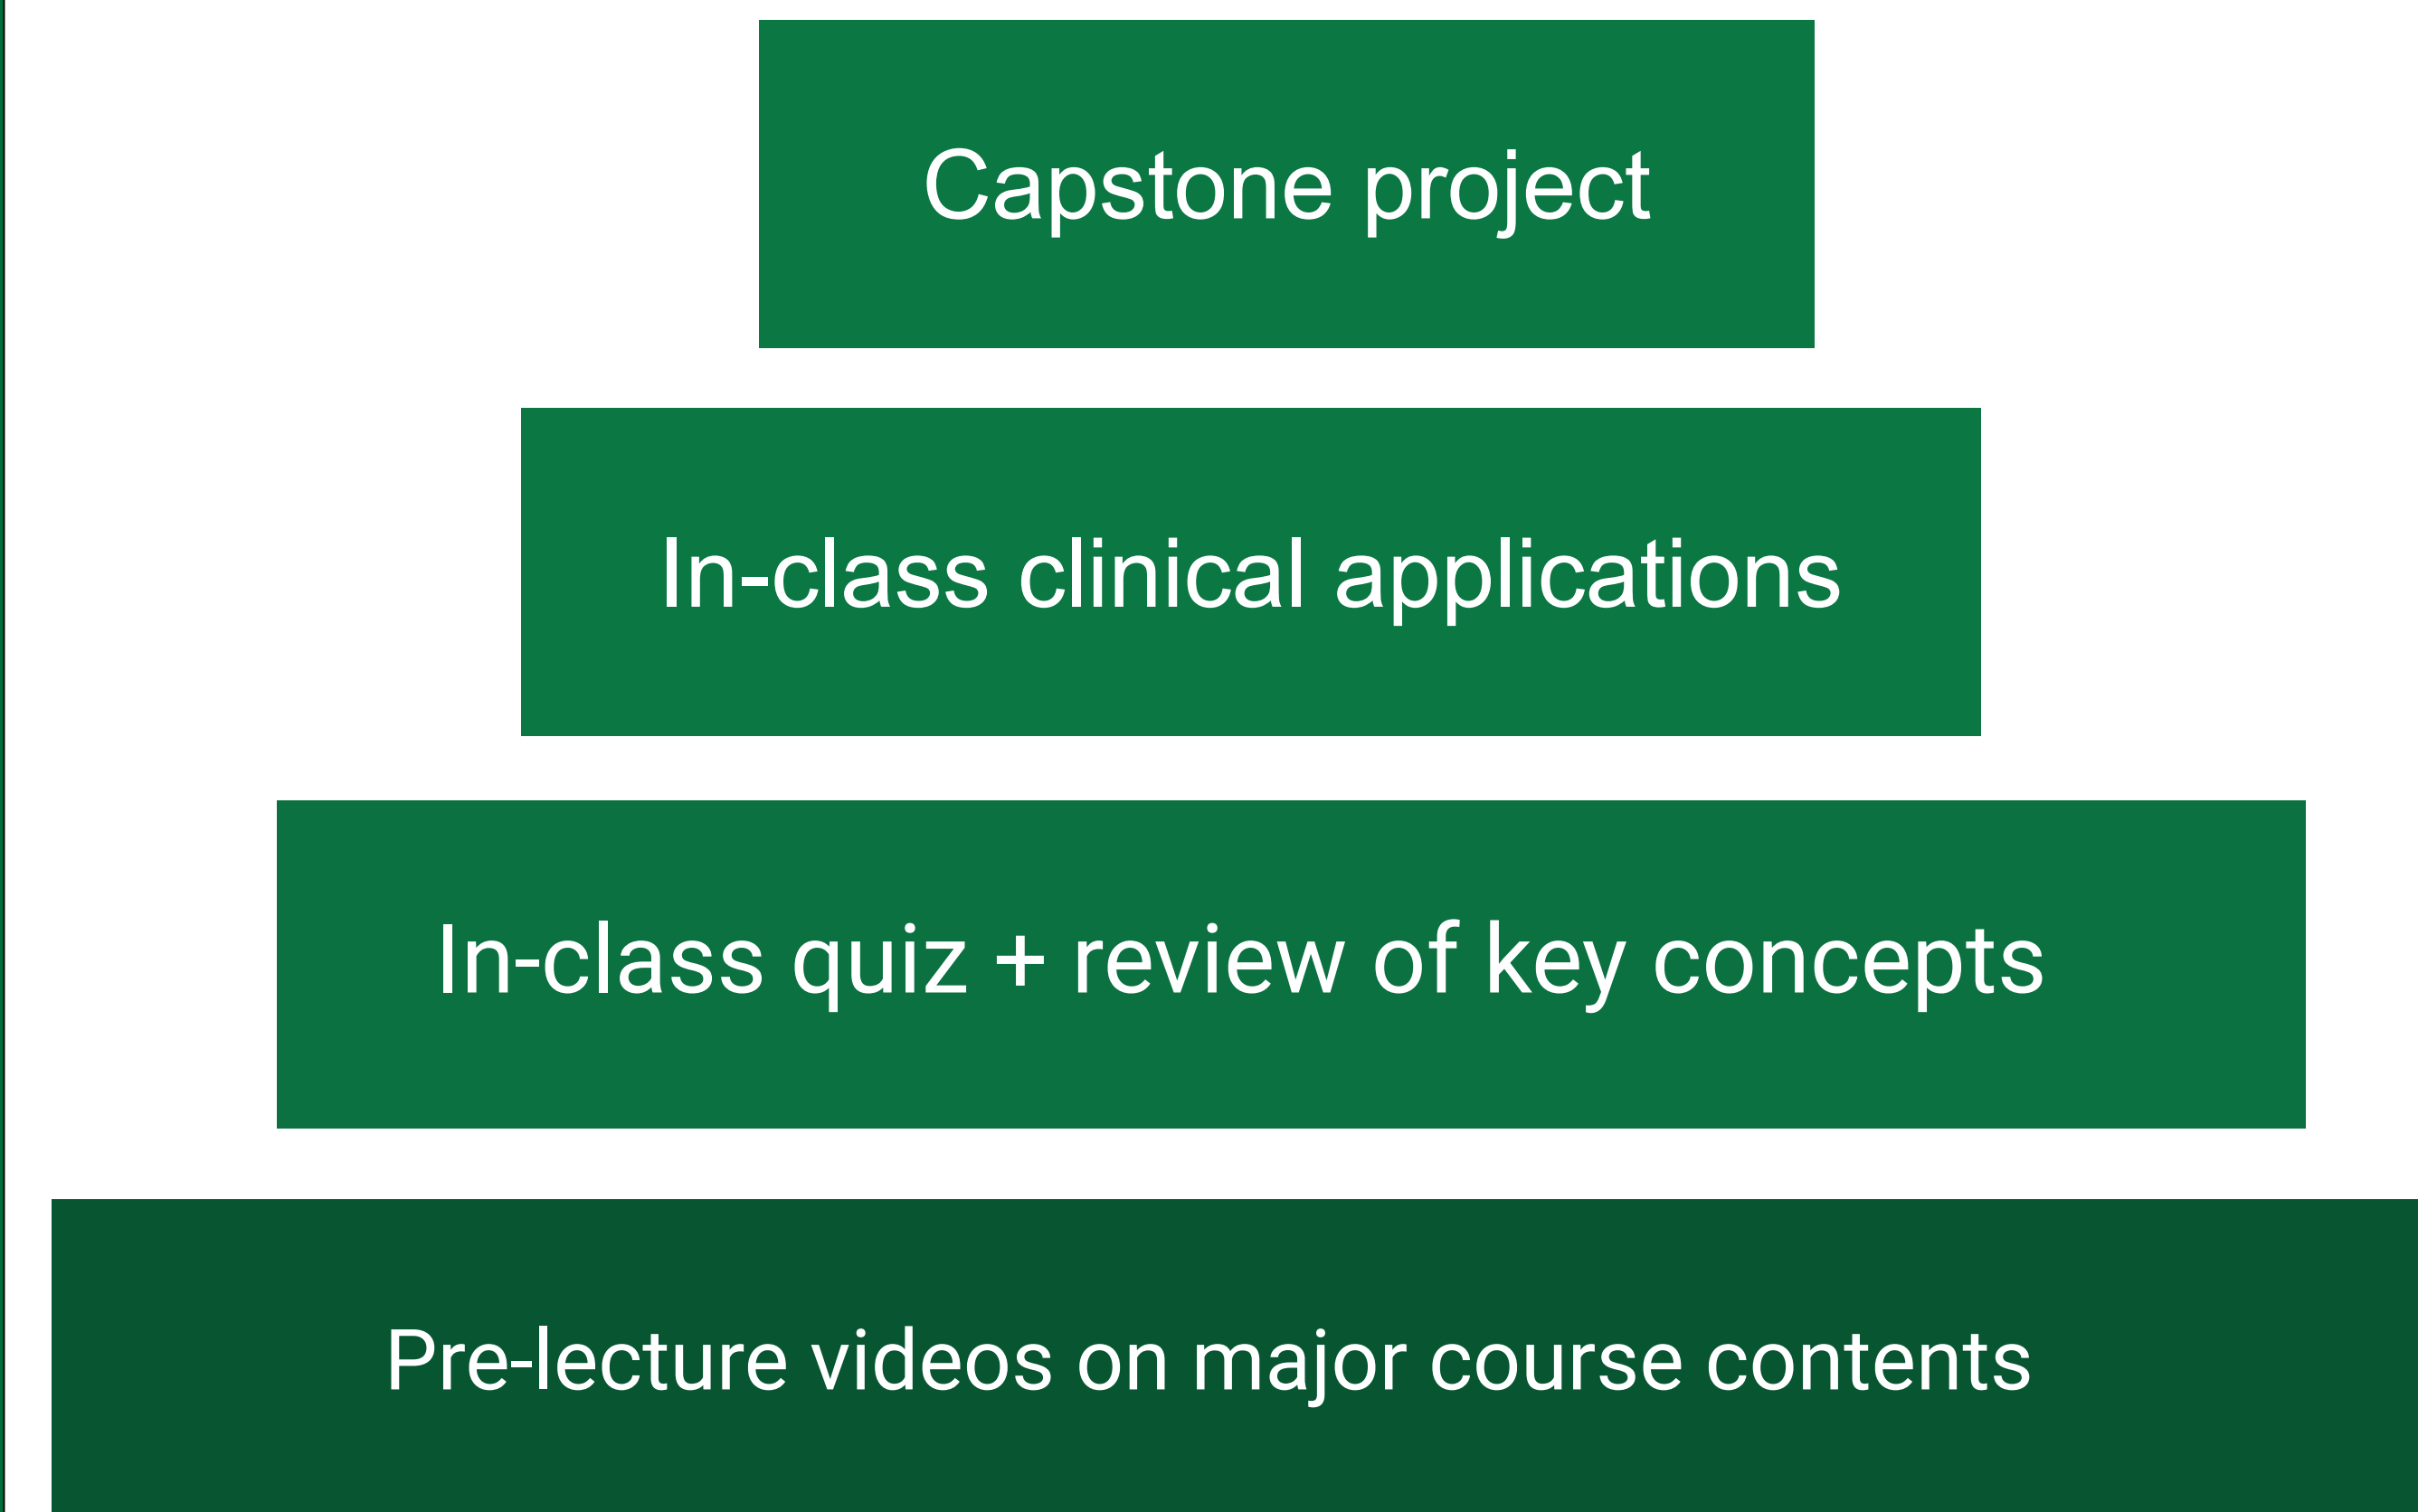 Capstone project
In-class clinical applications
In-class quiz + review of key concepts
Pre-lecture videos on major course contents